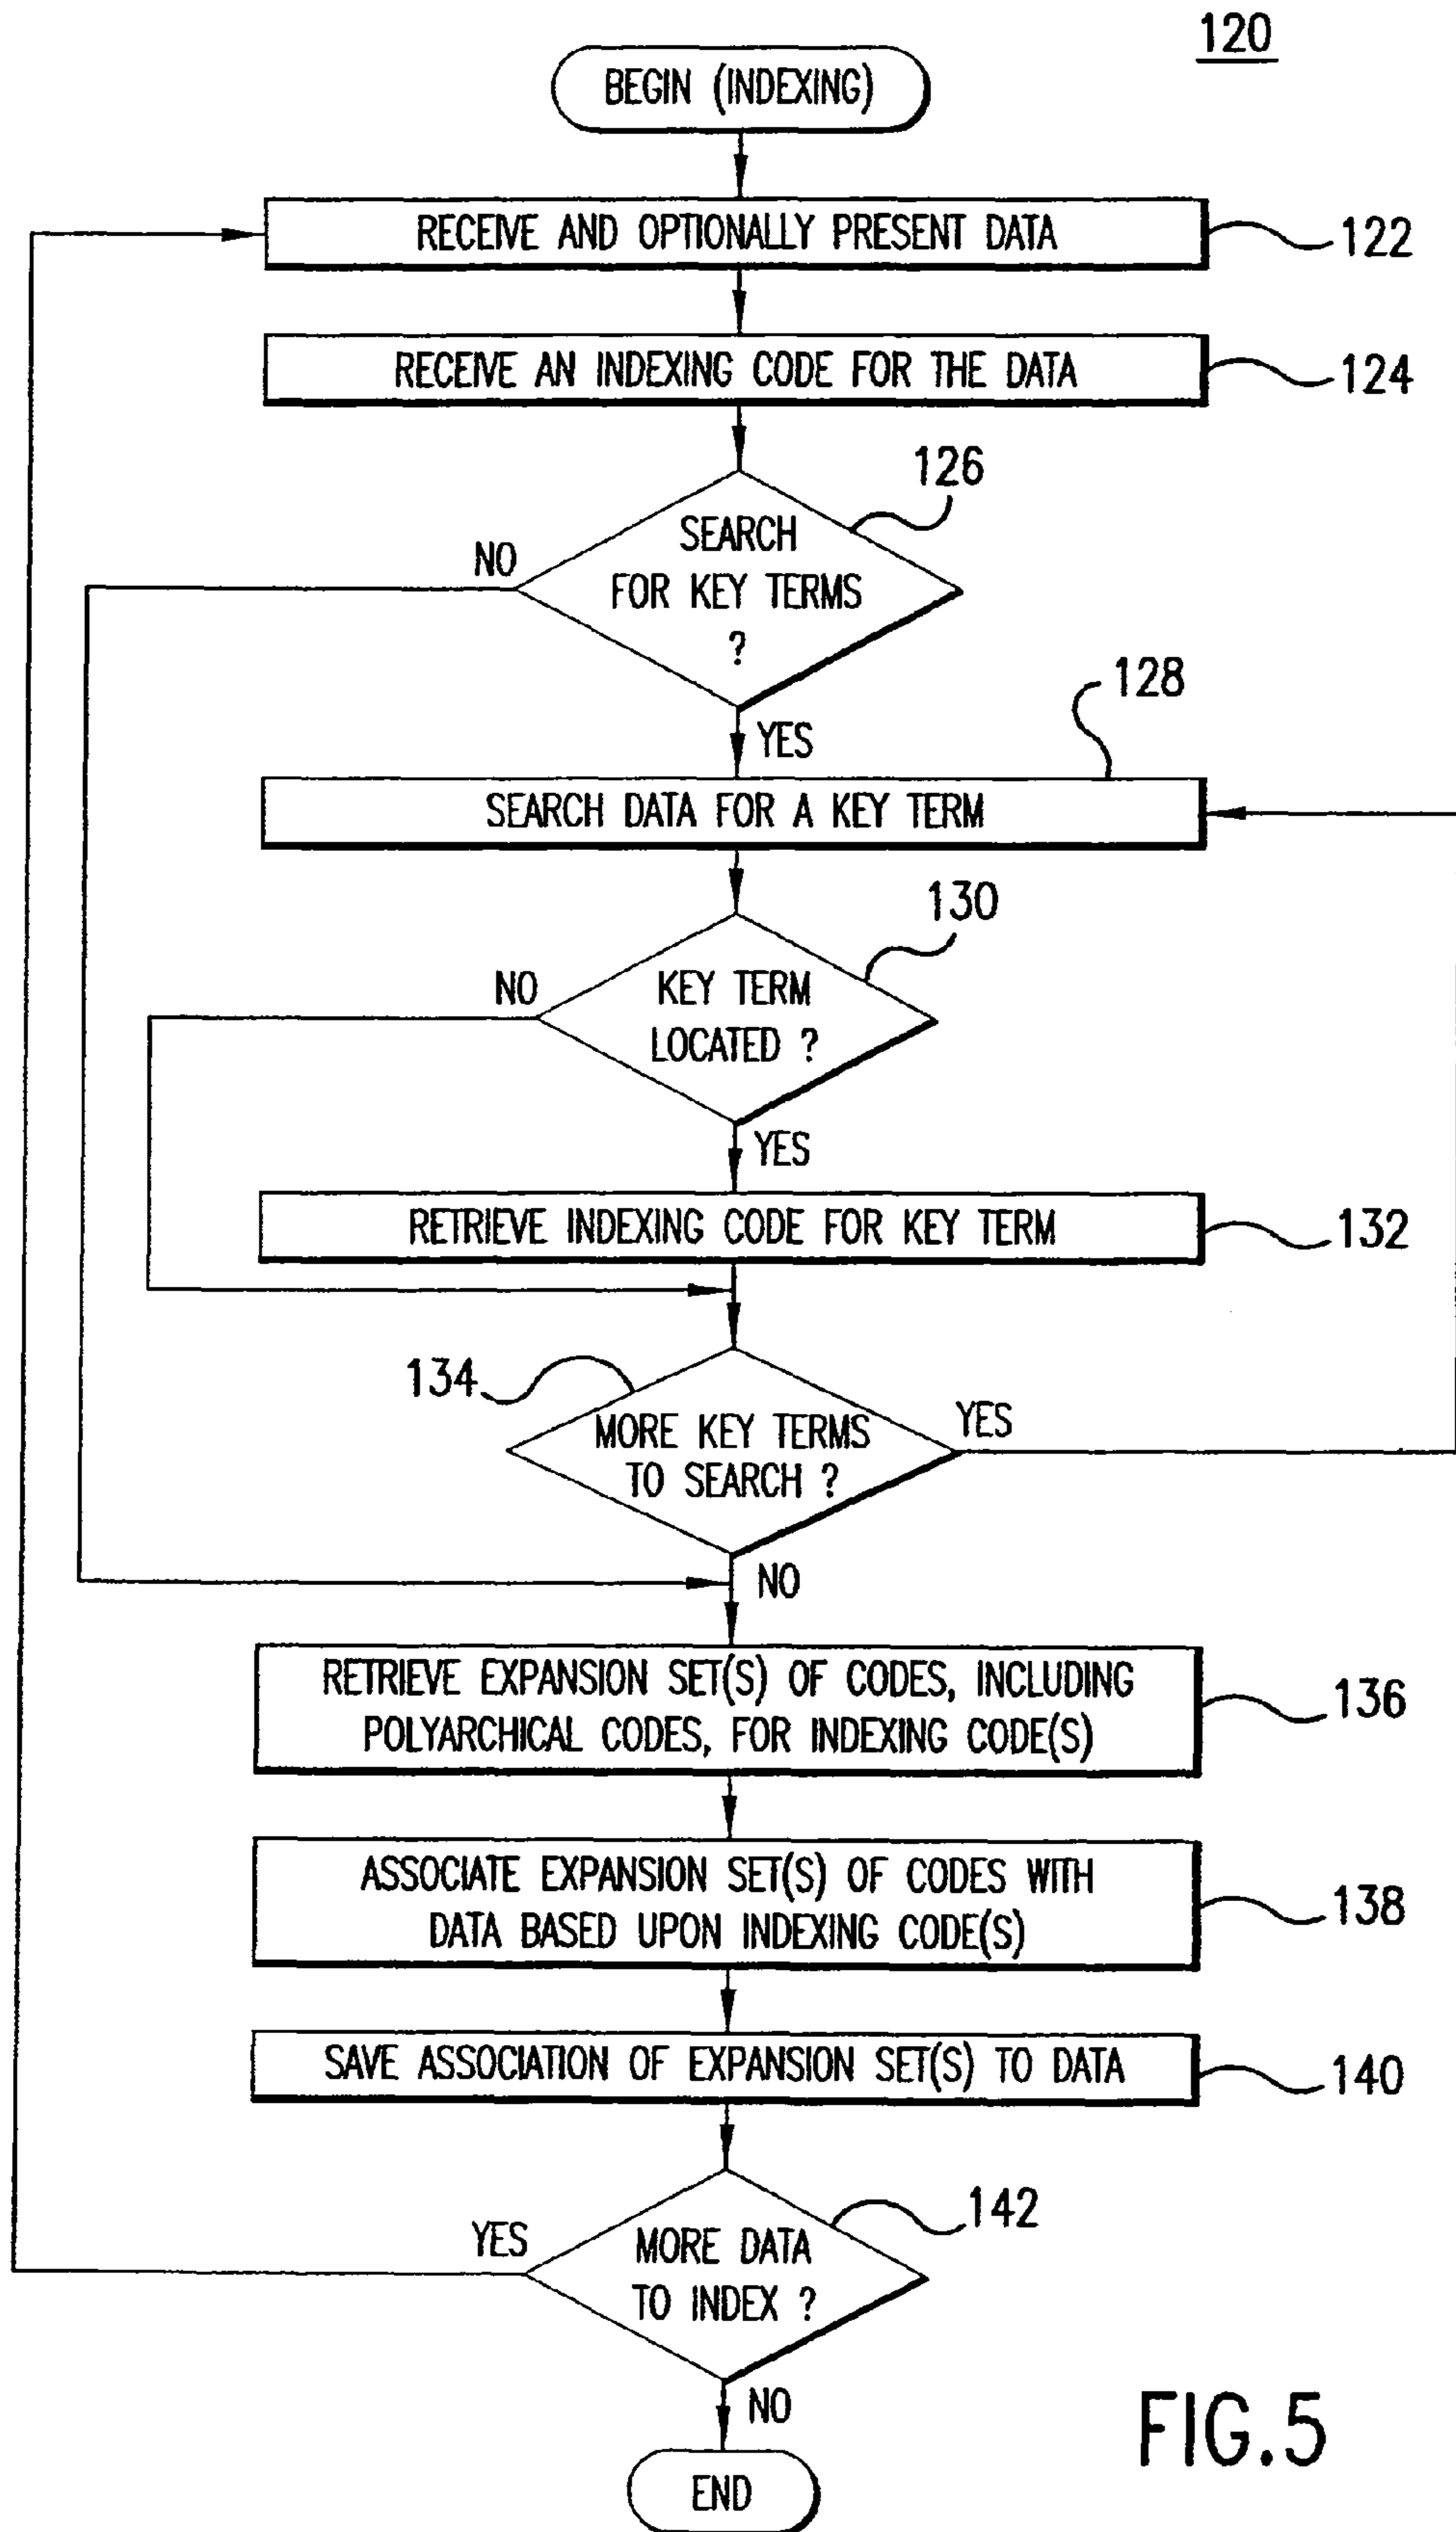 120
BEGIN (INDEXING)
RECEIVE AND OPTIONALLY PRESENT DATA
122
RECEIVE AN INDEXING CODE FOR THE DATA
124
126
SEARCH
FOR KEY TERMS
?
NO
YES
128
SEARCH DATA FOR A KEY TERM
130
KEY TERM
LOCATED ?
NO
YES
RETRIEVE INDEXING CODE FOR KEY TERM
132
134
MORE KEY TERMS
TO SEARCH ?
YES
NO
RETRIEVE EXPANSION SET(S) OF CODES, INCLUDING
POLYARCHICAL CODES, FOR INDEXING CODE(S)
136
ASSOCIATE EXPANSION SET(S) OF CODES WITH
DATA BASED UPON INDEXING CODE(S)
138
SAVE ASSOCIATION OF EXPANSION SET(S) TO DATA
140
142
YES
MORE DATA
TO INDEX ?
NO
END
FIG.5